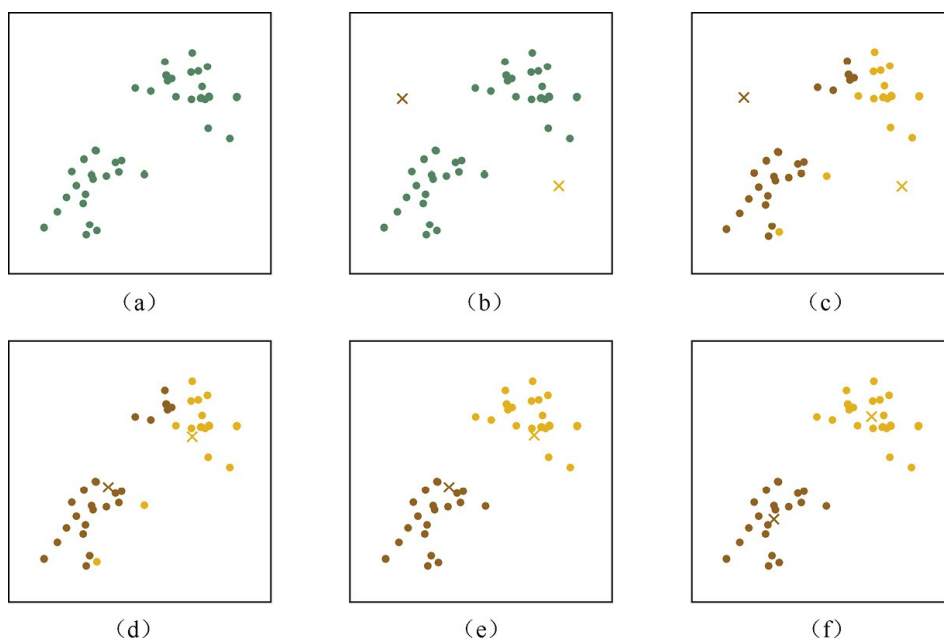 （a）
（b）
（c）
（d）
（e）
（f）